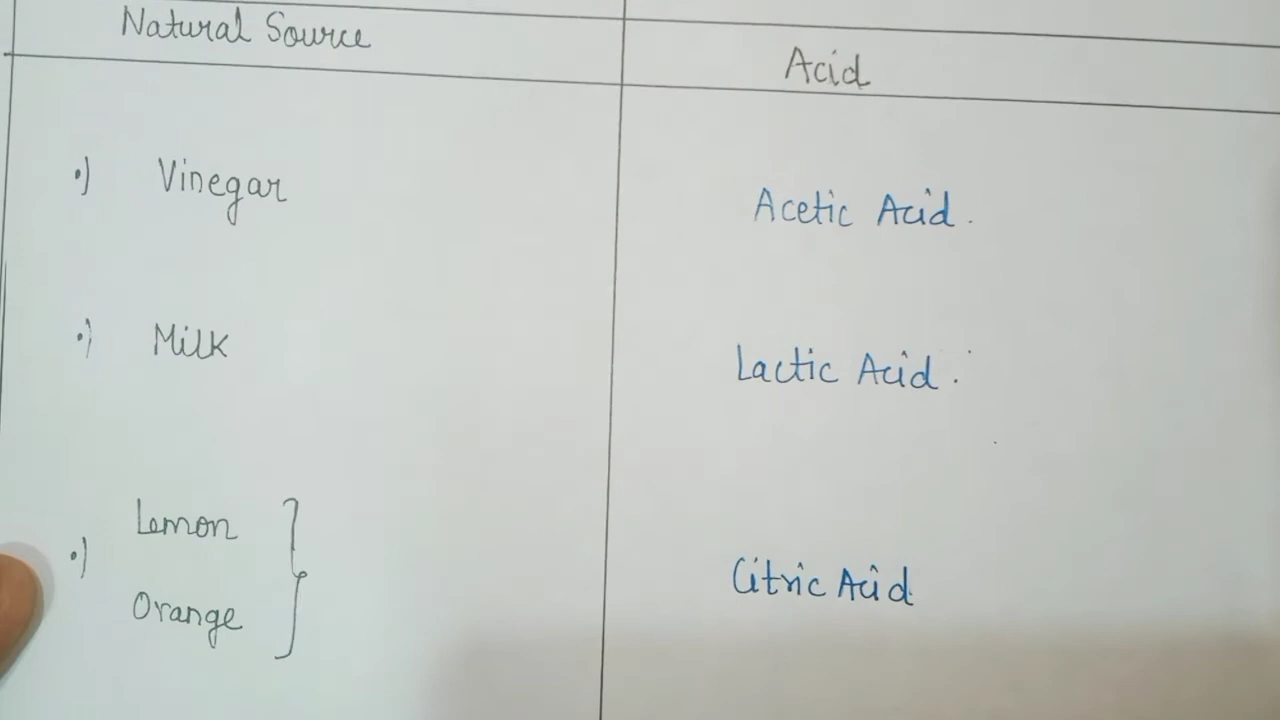 Natural Source
Acid
•) Vinegar
Acetic Acid.
•) Milk
Lactic Acid.
•) Lemon
Orange
Citric Acid